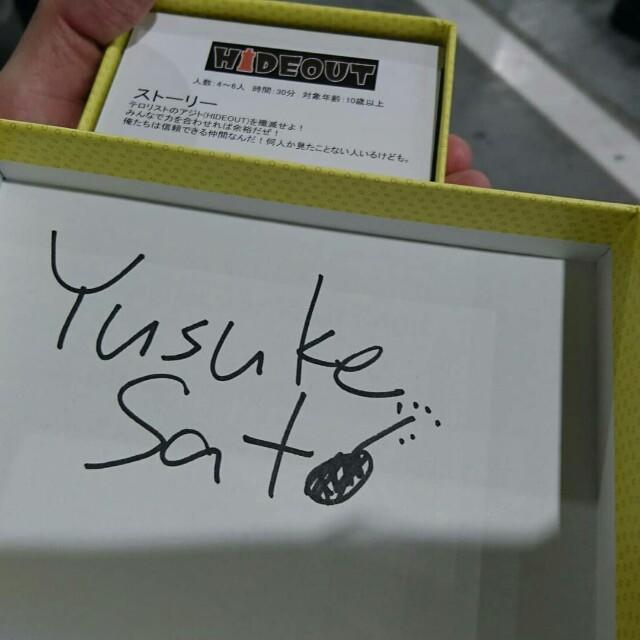 HIDEOUT
人数:4～6人 時間:30分 対象年齢:10歳以上
ストーリー
テロリストのアジト(HIDEOUT)を殲滅せよ!
みんなで力を合わせれば余裕だぜ!
俺たちは信頼できる仲間なんだ!何人か見たことない人いるけども。
Yusuke
Sato